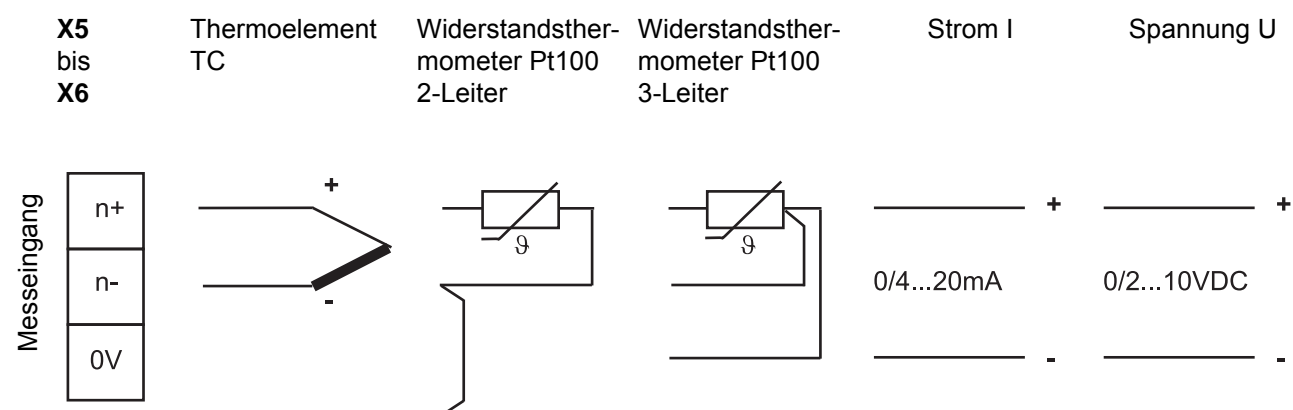 X5
bis
X6
Thermoelement
TC
Widerstandsther-
mometer Pt100
2-Leiter
Widerstandsther-
mometer Pt100
3-Leiter
Strom I
Spannung U
Messeingang
n+
n-
0V
+
-
ϑ
ϑ
+
0/4...20mA
-
+
0/2...10VDC
-